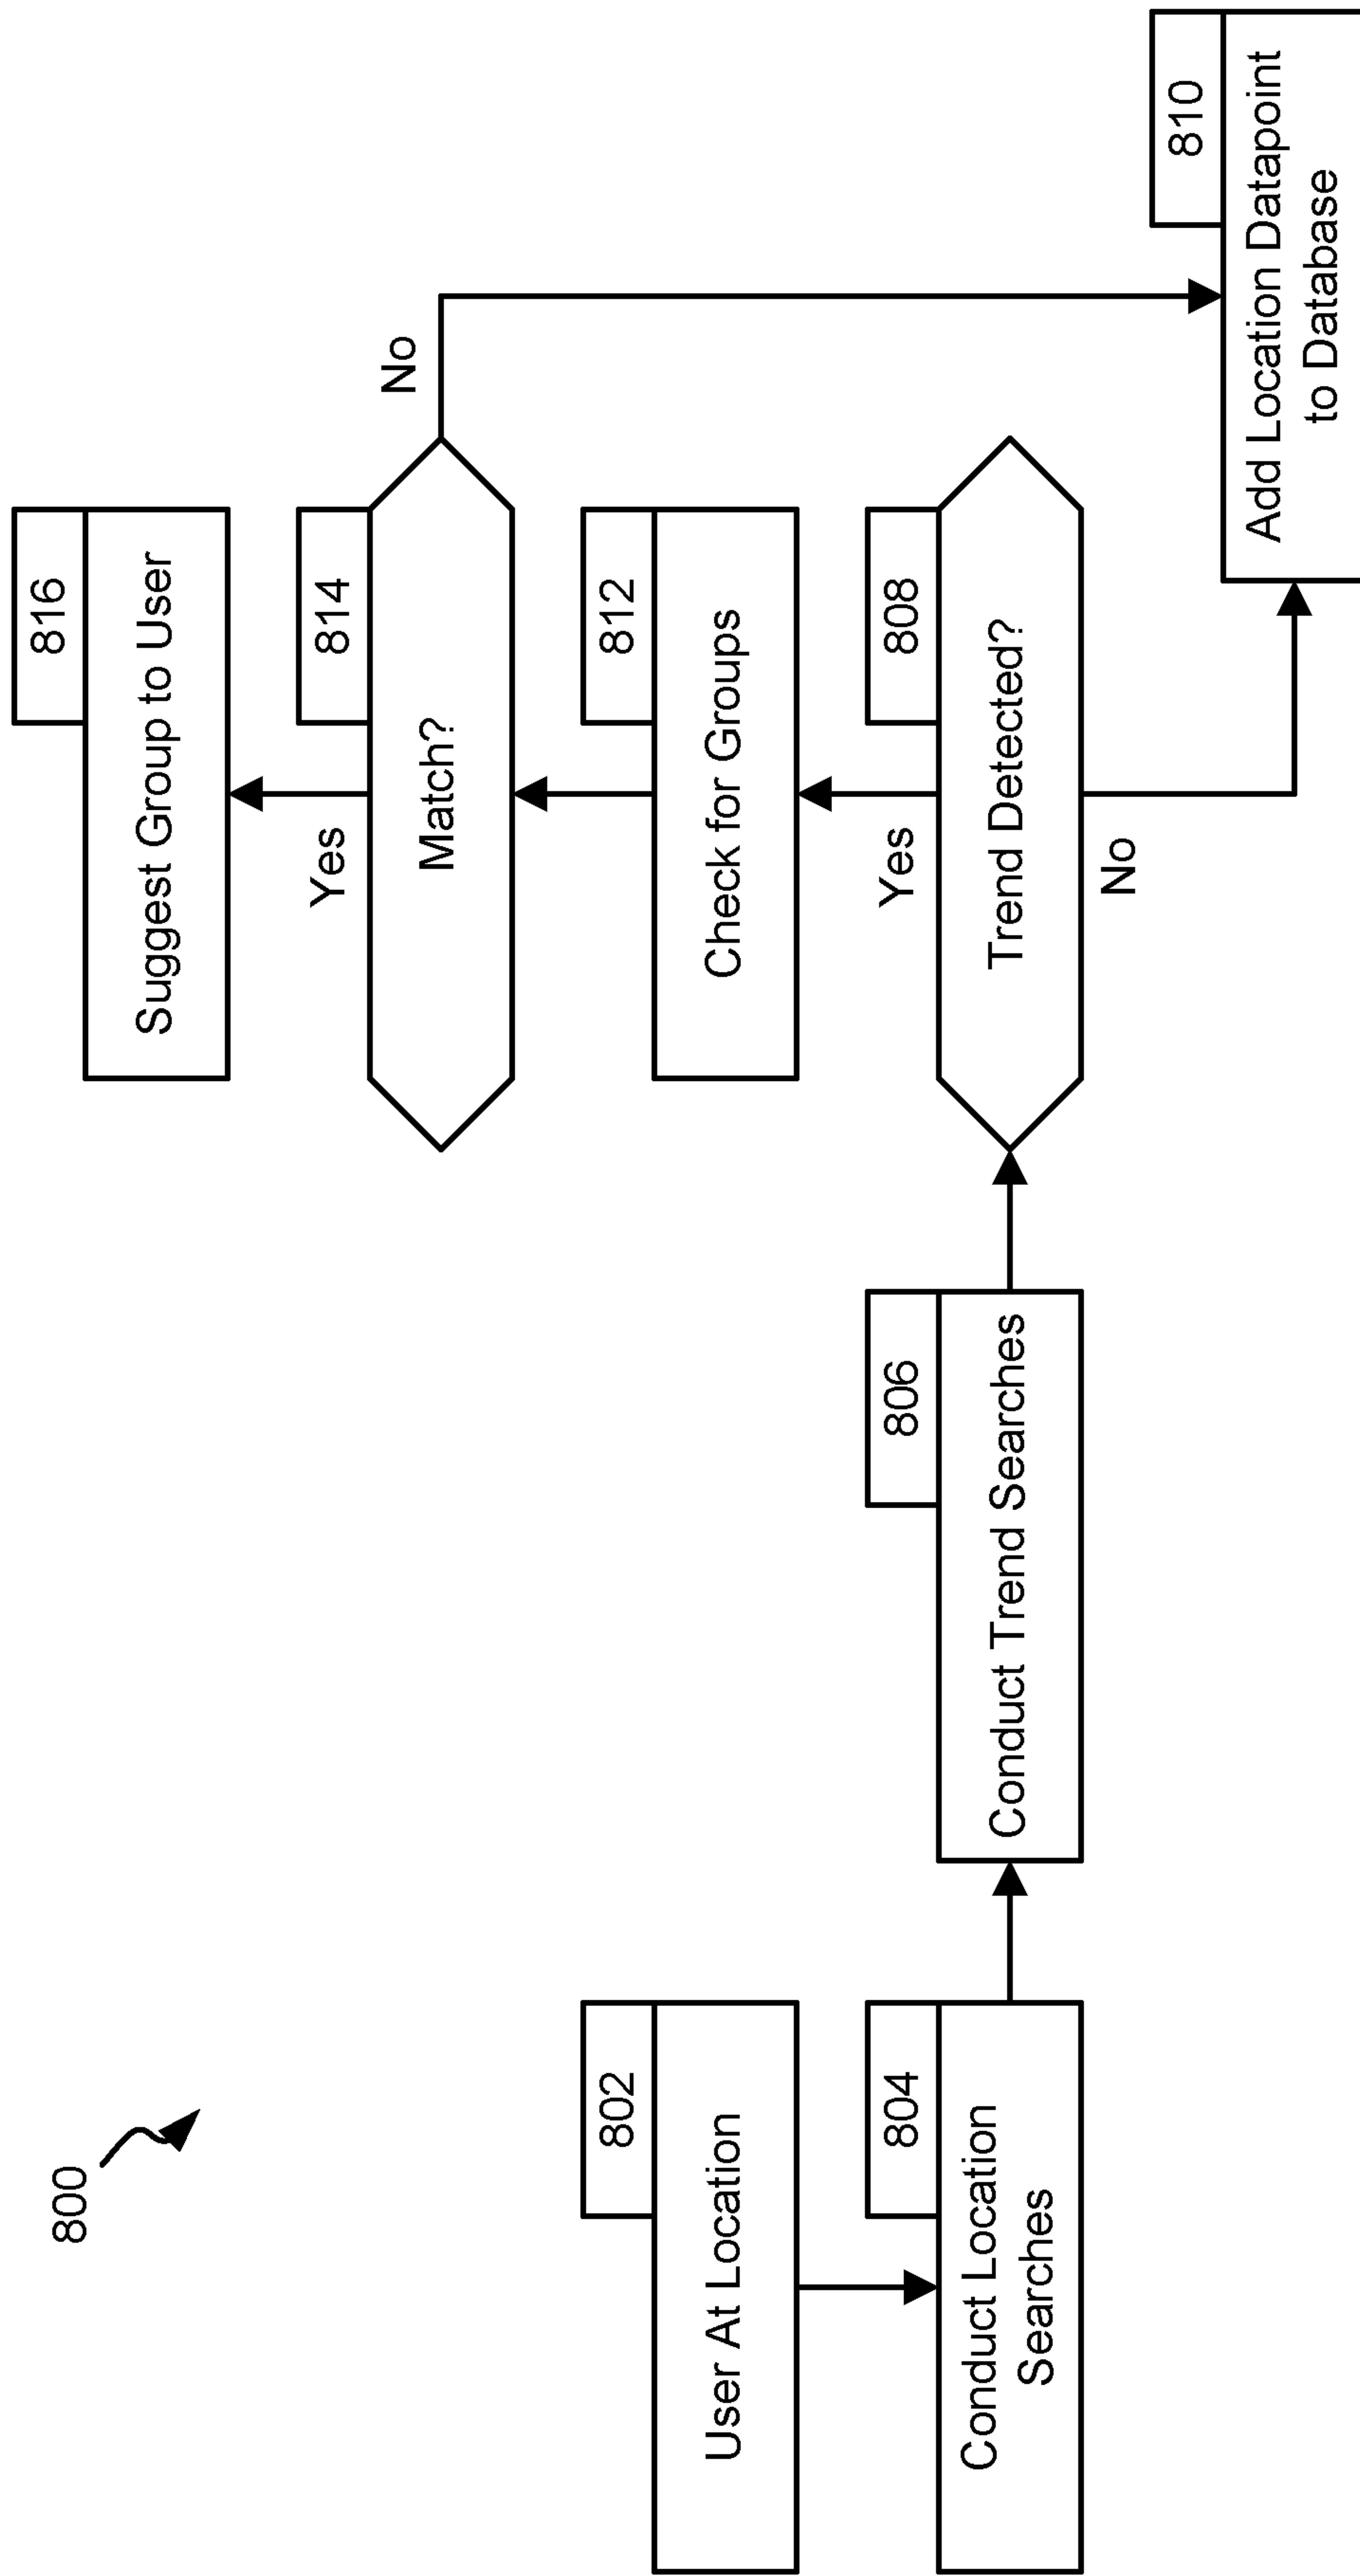 800
802
User At Location
804
Conduct Location
Searches
806
Conduct Trend Searches
808
Trend Detected?
Yes
No
812
Check for Groups
814
Match?
Yes
No
816
Suggest Group to User
810
Add Location Datapoint
to Database